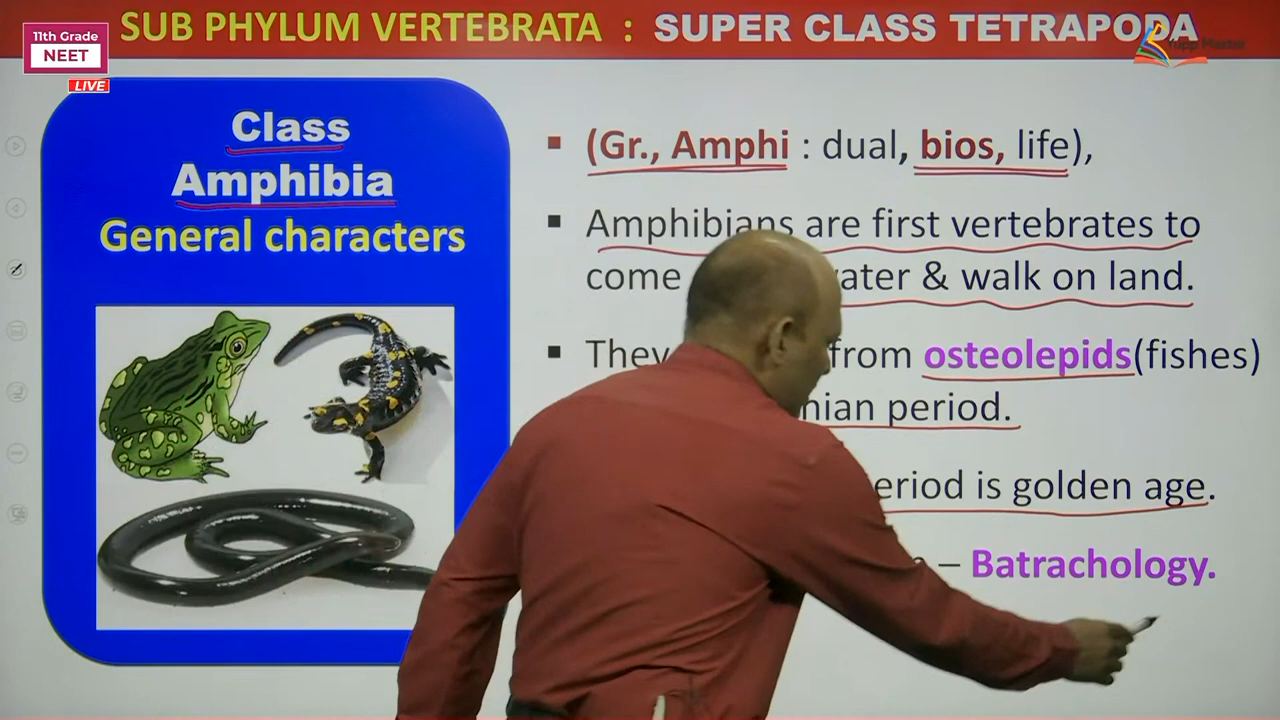 SUB PHYLUM VERTEBRATA : SUPER CLASS TETRAPODA
11th Grade
NEET
LIVE
Yupp Master
Class
Amphibia
General characters
(Gr., Amphi : dual, bios, life),
Amphibians are first vertebrates to
come water & walk on land.
They from osteolepids(fishes)
period.
is golden age.
– Batrachology.